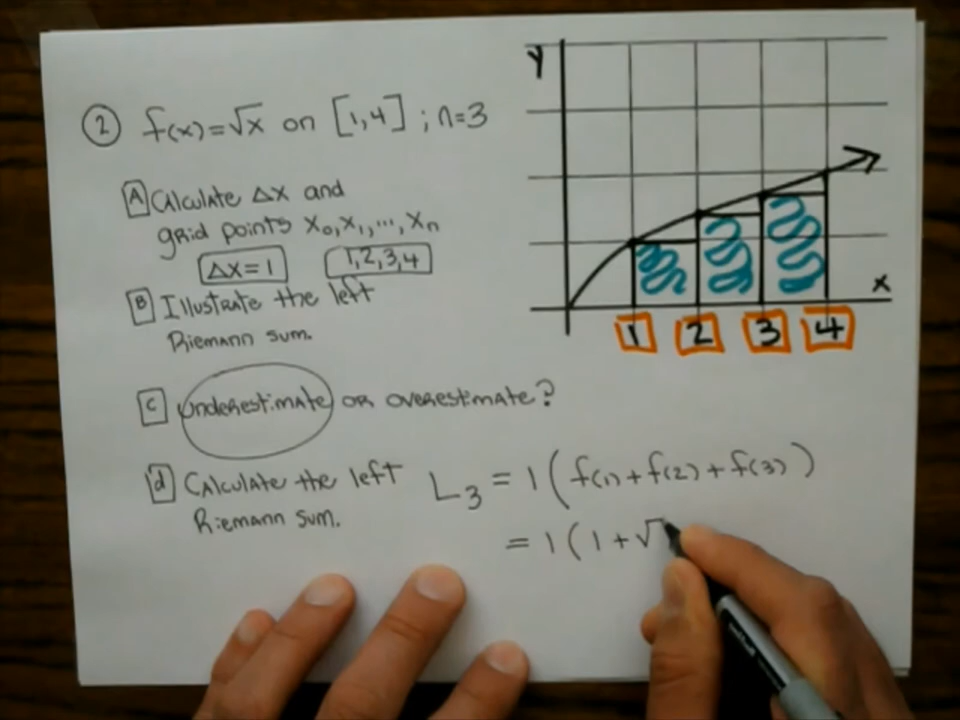 ② f(x)=√x on [1,4] ; n=3
A Calculate Δx and
grid points x₀,x₁,...,xₙ
Δx=1 1,2,3,4
B Illustrate the left
Riemann sum.
C Underestimate or overestimate?
d Calculate the left
Riemann sum.
L₃ = 1(f(1)+f(2)+f(3))
= 1(1+√
y
x
1 2 3 4